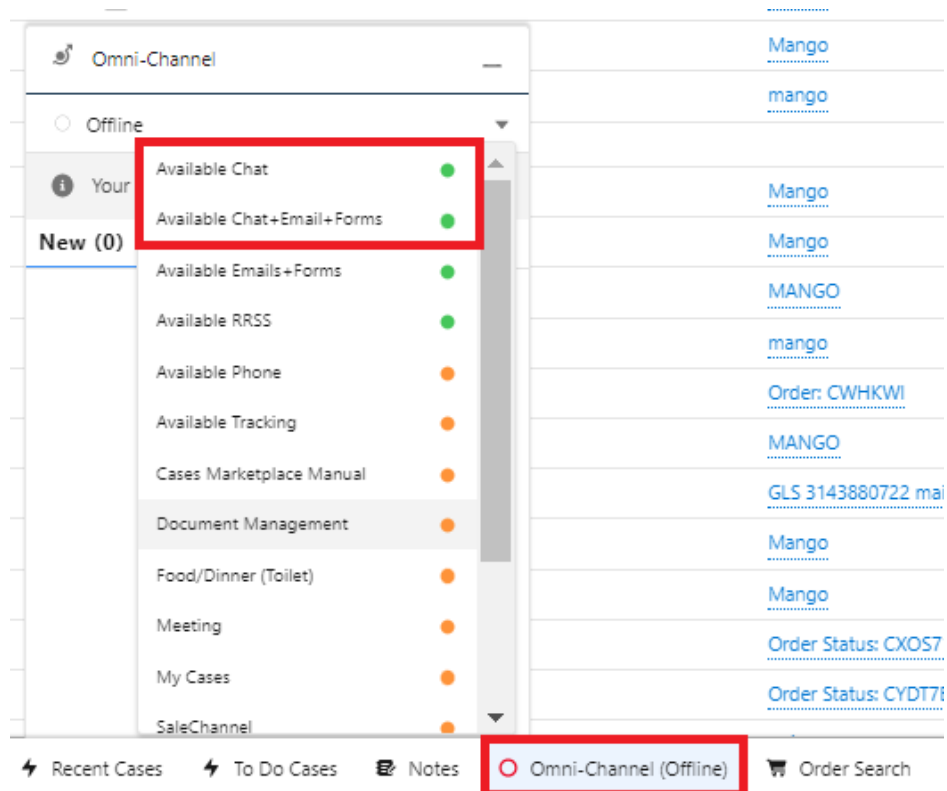 Omni-Channel
Offline
Your
New (0)
Available Chat
Available Chat+Email+Forms
Available Emails+Forms
Available RRSS
Available Phone
Available Tracking
Cases Marketplace Manual
Document Management
Food/Dinner (Toilet)
Meeting
My Cases
SaleChannel
Mango
mango
Mango
Mango
MANGO
mango
Order: CWHKWI
MANGO
GLS 3143880722 mai
Mango
Mango
Order Status: CXOS7
Order Status: CYDT7
Recent Cases
To Do Cases
Notes
Omni-Channel (Offline)
Order Search